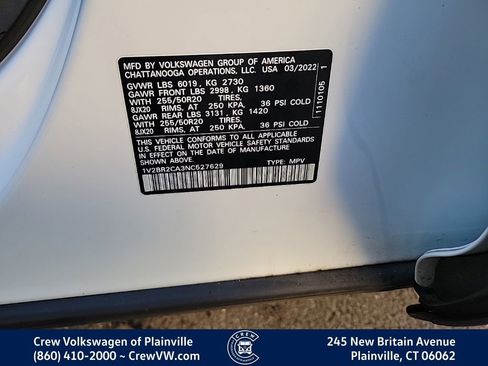 MFD BY VOLKSWAGEN GROUP OF AMERICA
CHATTANOOGA OPERATIONS, LLC. USA 03/2022
GVWR LBS 6019, KG 2730
GAWR FRONT LBS 2998, KG 1360
WITH 255/50R20 TIRES,
8JX20 RIMS, AT 250 KPA, 36 PSI COLD
GAWR REAR LBS 3131, KG 1420
WITH 255/50R20 TIRES,
8JX20 RIMS, AT 250 KPA, 36 PSI COLD
THIS VEHICLE CONFORMS TO ALL APPLICABLE
U.S. FEDERAL MOTOR VEHICLE SAFETY STANDARDS
IN EFFECT ON THE DATE OF MANUFACTURE
SHOWN ABOVE.
1V2BR2CA3NC527629 TYPE: MPV
1110105 1
Crew Volkswagen of Plainville
(860) 410-2000 ~ CrewVW.com
CREW
245 New Britain Avenue
Plainville, CT 06062